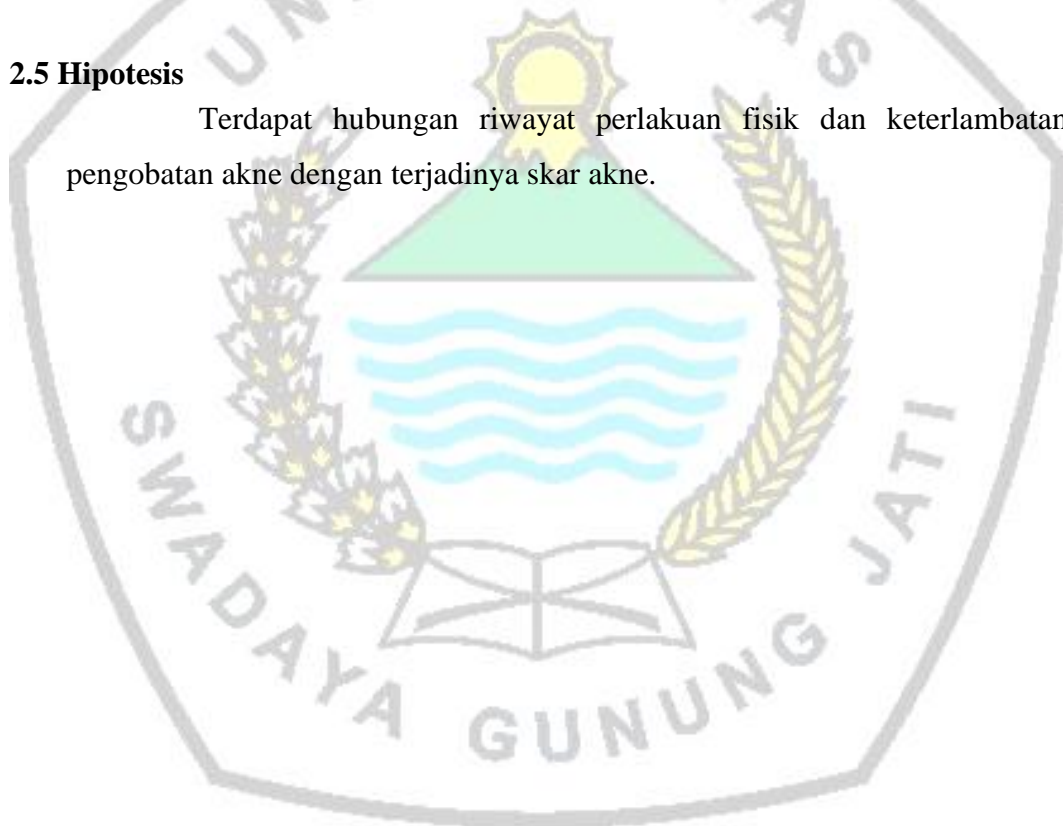 UNIVERSITAS
2.5 Hipotesis
Terdapat hubungan riwayat perlakuan fisik dan keterlambatan
pengobatan akne dengan terjadinya skar akne.
SWADAYA GUNUNG JATI